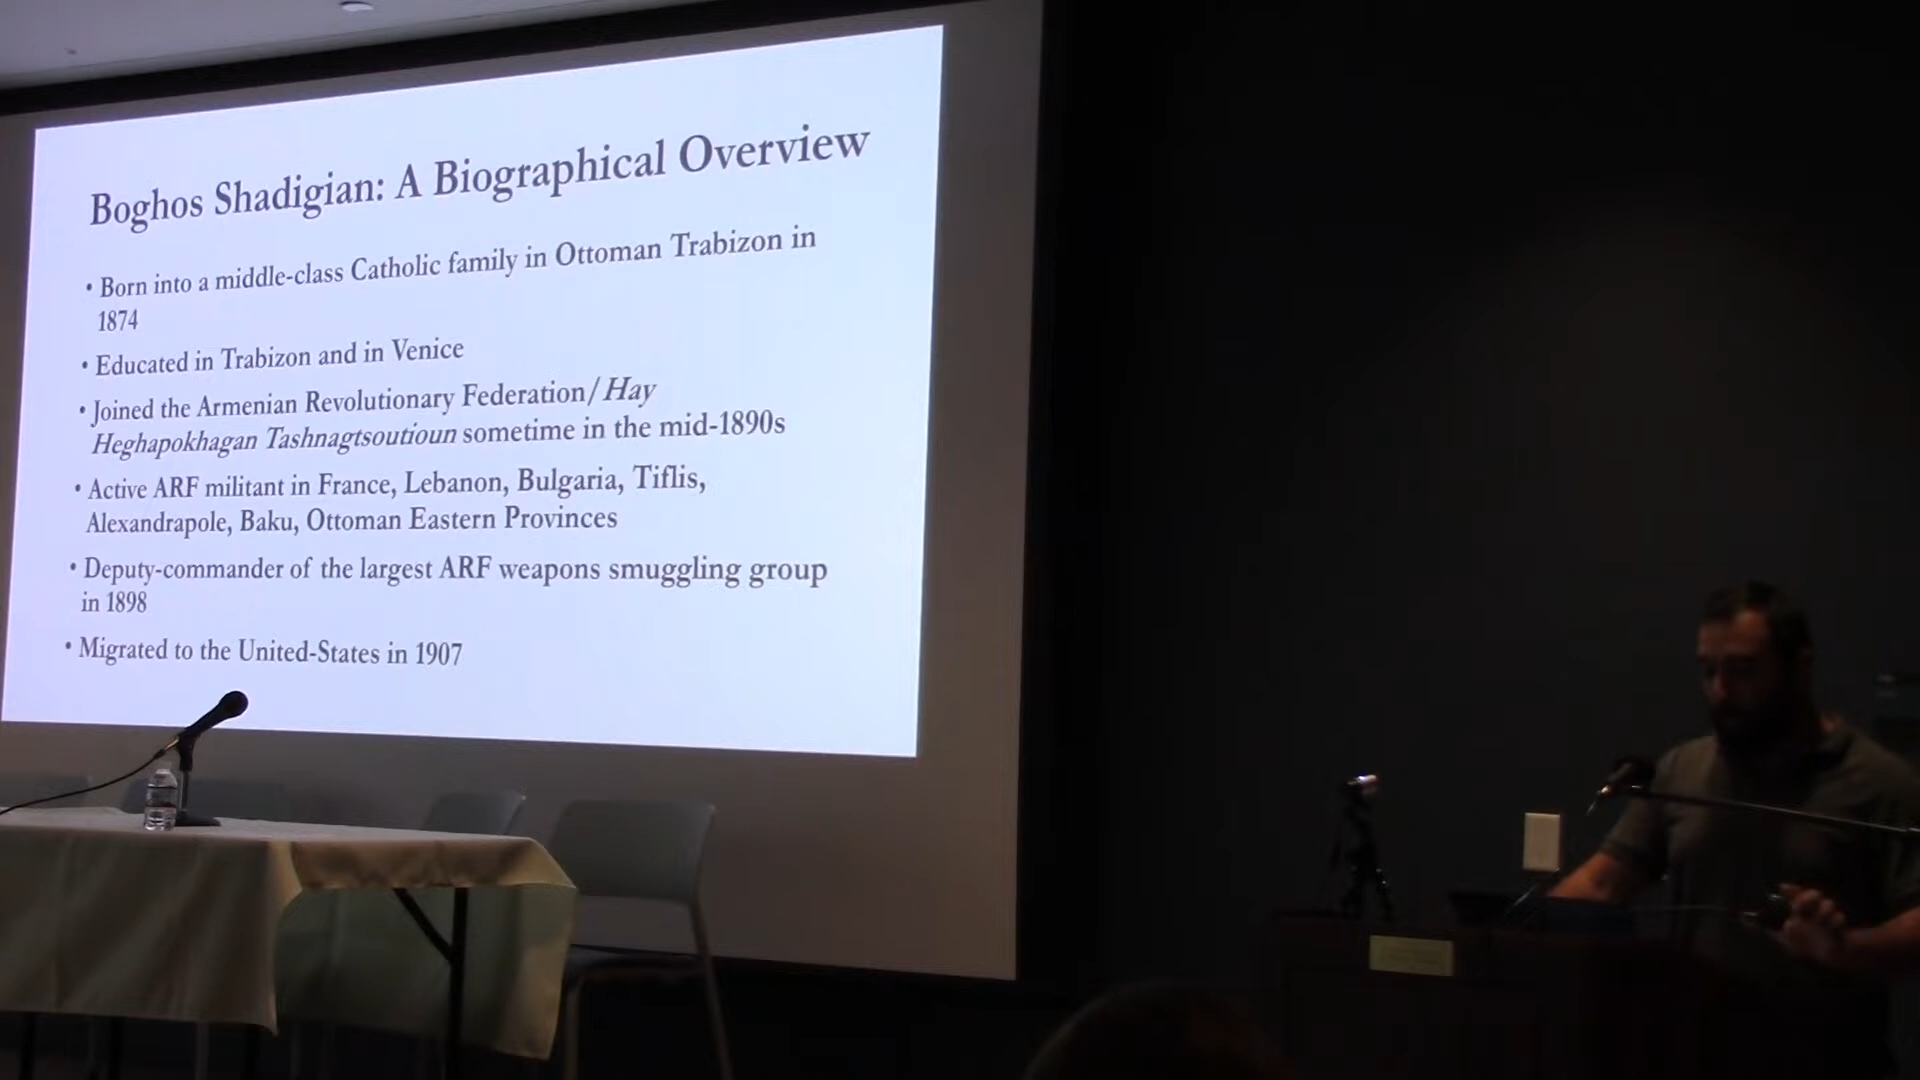 Boghos Shadigian: A Biographical Overview
• Born into a middle-class Catholic family in Ottoman Trabizon in
1874
• Educated in Trabizon and in Venice
• Joined the Armenian Revolutionary Federation/Hay
Heghapokhagan Tashnagtsoutioun sometime in the mid-1890s
• Active ARF militant in France, Lebanon, Bulgaria, Tiflis,
Alexandrapole, Baku, Ottoman Eastern Provinces
• Deputy-commander of the largest ARF weapons smuggling group
in 1898
• Migrated to the United-States in 1907